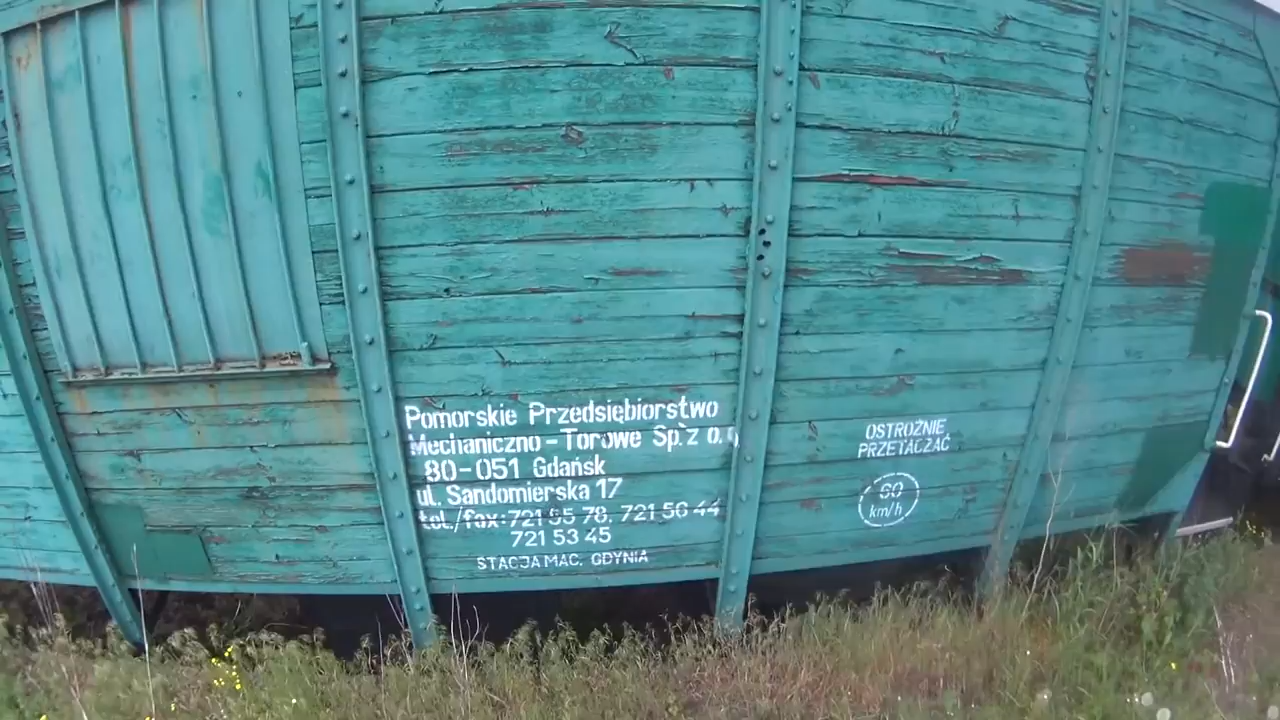 Pomorskie Przedsiębiorstwo
Mechaniczno-Torowe Sp. z o.o
80-051 Gdańsk
ul. Sandomierska 17
tel./fax: 721 55 78. 721 56 44
721 53 45
STACJA MAC. GDYNIA
OSTROŻNIE
PRZETACZAĆ
60
km/h